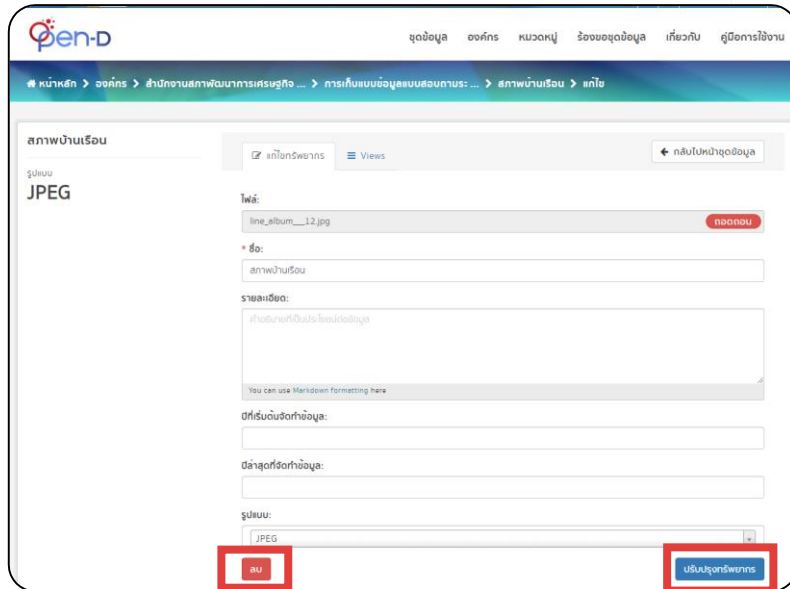 Open-D
ชุดข้อมูล องค์กร หมวดหมู่ ร้องขอชุดข้อมูล เกี่ยวกับ คู่มือการใช้งาน
หน้าหลัก > องค์กร > สำนักงานสภาพัฒนาการเศรษฐกิจ ... > การเก็บแบบข้อมูลแบบสอบถามระ ... > สภาพบ้านเรือน > แก้ไข
สภาพบ้านเรือน
รูปแบบ
JPEG
แก้ไขทรัพยากร Views
กลับไปหน้าชุดข้อมูล
ไฟล์:
line_album__12.jpg ถอดถอน
* ชื่อ:
สภาพบ้านเรือน
รายละเอียด:
คำอธิบายที่เป็นประโยชน์ต่อข้อมูล
You can use Markdown formatting here
ปีที่เริ่มต้นจัดทำข้อมูล:
ปีล่าสุดที่จัดทำข้อมูล:
รูปแบบ:
JPEG
ลบ ปรับปรุงทรัพยากร